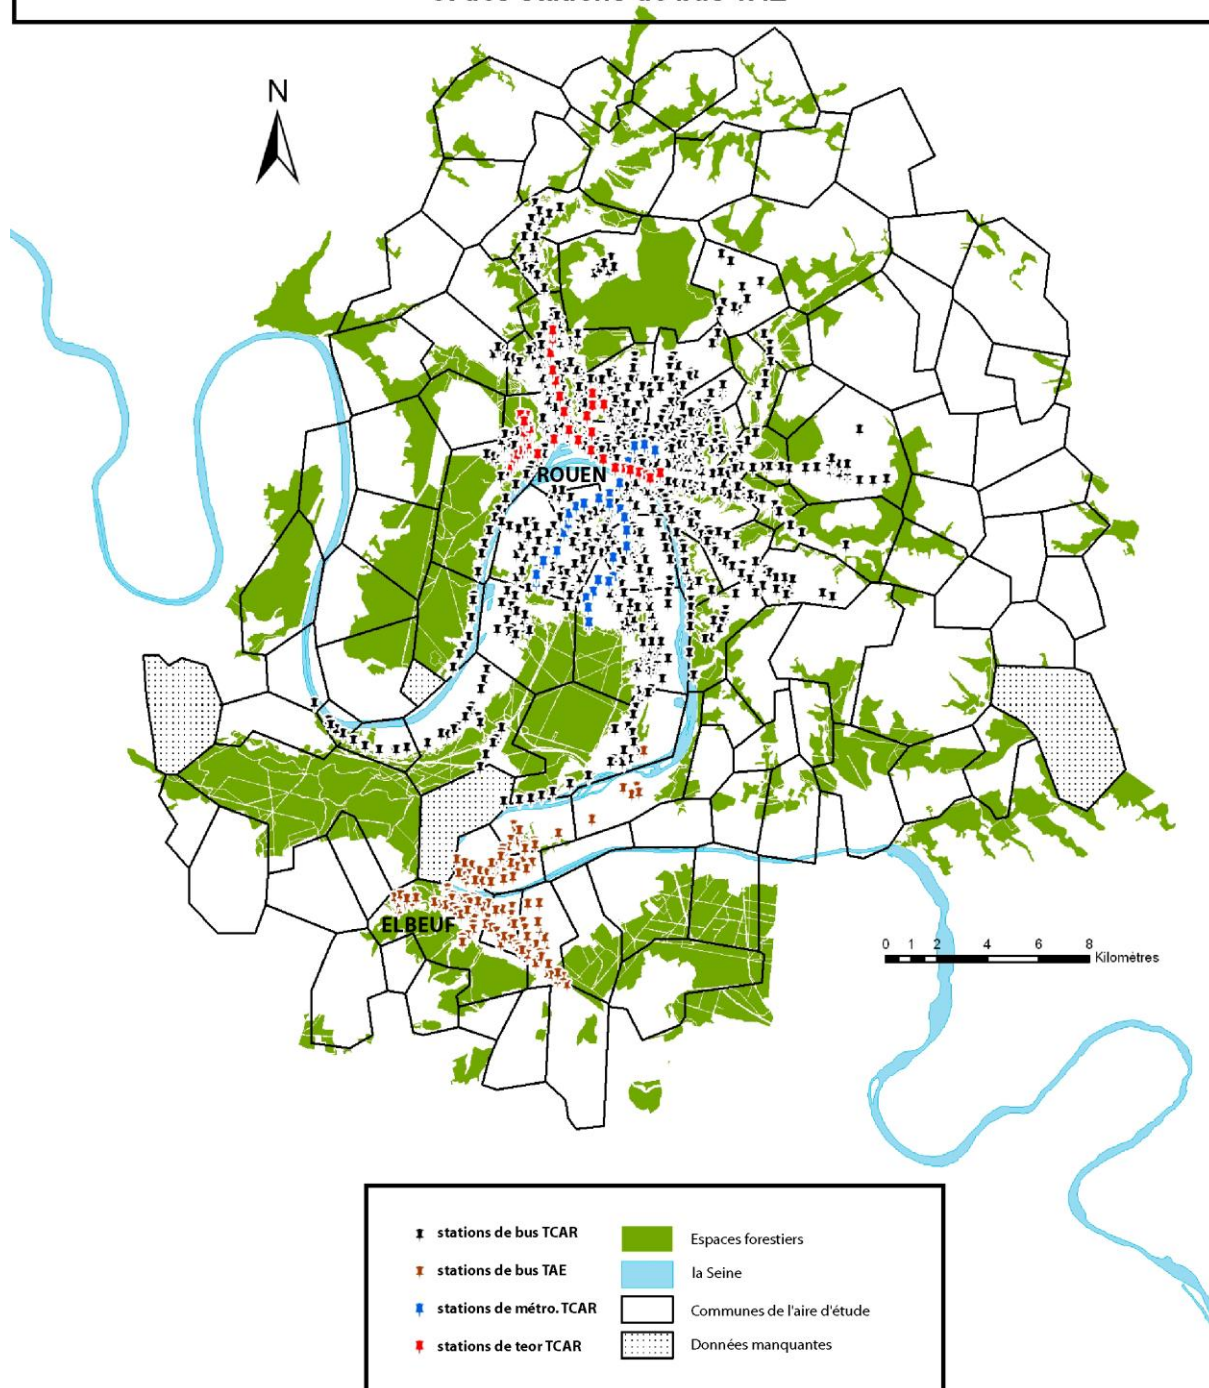 N
ROUEN
ELBEUF
0 1 2 4 6 8
Kilomètres
stations de bus TCAR
stations de bus TAE
stations de métro. TCAR
stations de teor TCAR
Espaces forestiers
la Seine
Communes de l'aire d'étude
Données manquantes